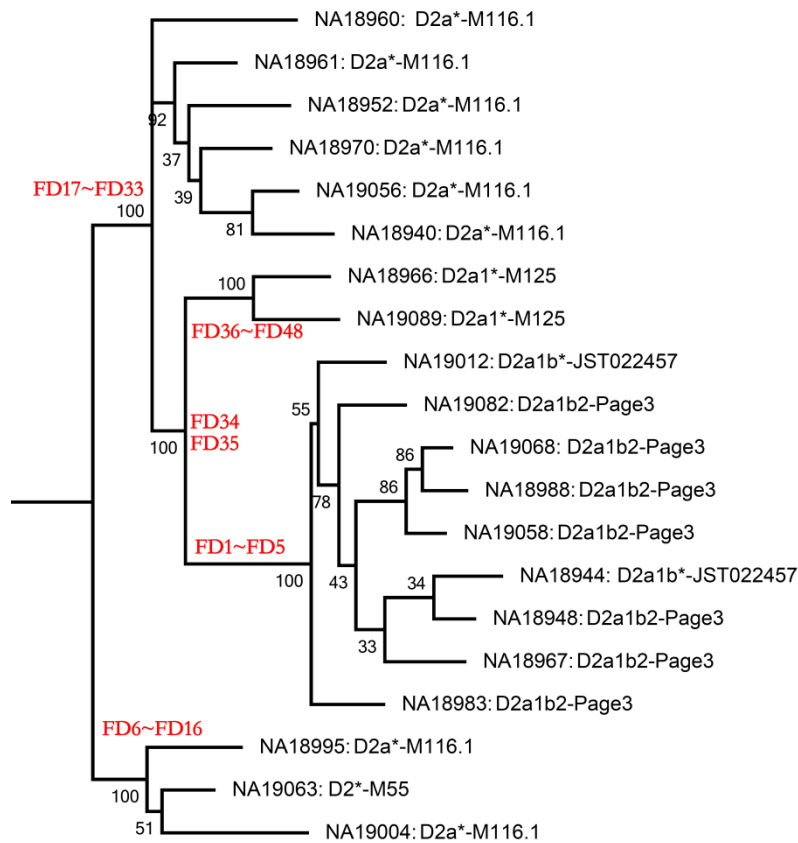 NA18960: D2a*-M116.1
NA18961: D2a*-M116.1
NA18952: D2a*-M116.1
92
NA18970: D2a*-M116.1
37
FD17~FD33
NA19056: D2a*-M116.1
39
100
81
NA18940: D2a*-M116.1
100
NA18966: D2a1*-M125
NA19089: D2a1*-M125
FD36~FD48
NA19012: D2a1b*-JST022457
55
NA19082: D2a1b2-Page3
FD34
100
FD35
NA19068: D2a1b2-Page3
86
86
NA18988: D2a1b2-Page3
78
NA19058: D2a1b2-Page3
FD1~FD5
100
43
NA18944: D2a1b*-JST022457
34
NA18948: D2a1b2-Page3
33
NA18967: D2a1b2-Page3
NA18983: D2a1b2-Page3
FD6~FD16
NA18995: D2a*-M116.1
100
NA19063: D2*-M55
51
NA19004: D2a*-M116.1